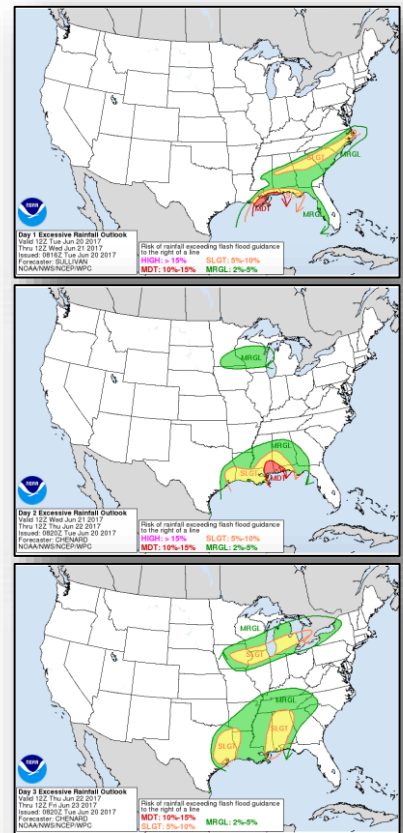 SLGT
MRGL
MDT
MRGL
NOAA
Day 1 Excessive Rainfall Outlook
Valid 12Z Tue Jun 20 2017
Thru 12Z Wed Jun 21 2017
Issued: 0816Z Tue Jun 20 2017
Forecaster: SULLIVAN
NOAA/NWS/NCEP/WPC
Risk of rainfall exceeding flash flood guidance
to the right of a line
HIGH: > 15% SLGT: 5%-10%
MDT: 10%-15% MRGL: 2%-5%
MRGL
MRGL
SLGT
MDT
NOAA
Day 2 Excessive Rainfall Outlook
Valid 12Z Wed Jun 21 2017
Thru 12Z Thu Jun 22 2017
Issued: 0820Z Tue Jun 20 2017
Forecaster: CHENARD
NOAA/NWS/NCEP/WPC
Risk of rainfall exceeding flash flood guidance
to the right of a line
HIGH: > 15% SLGT: 5%-10%
MDT: 10%-15% MRGL: 2%-5%
MRGL
SLGT
MRGL
SLGT
SLGT
NOAA
Day 3 Excessive Rainfall Outlook
Valid 12Z Thu Jun 22 2017
Thru 12Z Fri Jun 23 2017
Issued: 0820Z Tue Jun 20 2017
Forecaster: CHENARD
NOAA/NWS/NCEP/WPC
Risk of rainfall exceeding flash flood guidance
to the right of a line
MDT: 10%-15% MRGL: 2%-5%
SLGT: 5%-10%